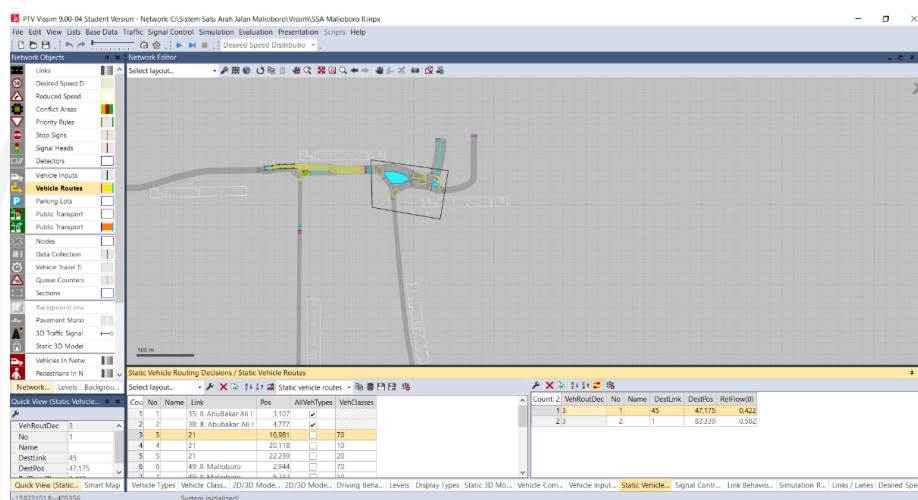 PTV Vissim 9.00-04 Student Version - Network: C:\Sistem Satu Arah Jalan Malioboro\Vissim\SSA Malioboro II.inpx
File Edit View Lists Base Data Traffic Signal Control Simulation Evaluation Presentation Scripts Help
Desired Speed Distributio
Network Objects
Network Editor
Select layout...
Links
Desired Speed D
Reduced Speed
Conflict Areas
Priority Rules
Stop Signs
Signal Heads
Detectors
Vehicle Inputs
Vehicle Routes
Parking Lots
Public Transport
Public Transport
Nodes
Data Collection
Vehicle Travel Ti
Queue Counters
Sections
Background Ima
Pavement Marki
3D Traffic Signal
Static 3D Model
Vehicles In Netw
Pedestrians In N
100 m
Network... Levels Backgrou...
Static Vehicle Routing Decisions / Static Vehicle Routes
Select layout... Static vehicle routes
Quick View (Static Vehicle...
VehRoutDec 3
No 1
Name
DestLink 45
DestPos 47,175
Cou No Name Link Pos AllVehTypes VehClasses
1 1 35: Jl. AbuBakar Ali I 3,107
2 2 38: Jl. Abubakar Ali I 4,777
3 3 21 16,981 70
4 4 21 20,118 10
5 5 21 22,239 20
6 6 49: Jl. Malioboro 2,944 70
Count: 2 VehRoutDec No Name DestLink DestPos RelFlow(0)
1 3 1 45 47,175 0,422
2 3 2 1 83,339 0,582
Quick View (Static... Smart Map
Vehicle Types Vehicle Class... 2D/3D Mode... 2D/3D Mode... Driving Beha... Levels Display Types Static 3D Mo... Vehicle Com... Vehicle Input... Static Vehicle... Signal Contr... Link Behavio... Simulation R... Links / Lanes Desired Spe
System initialized!